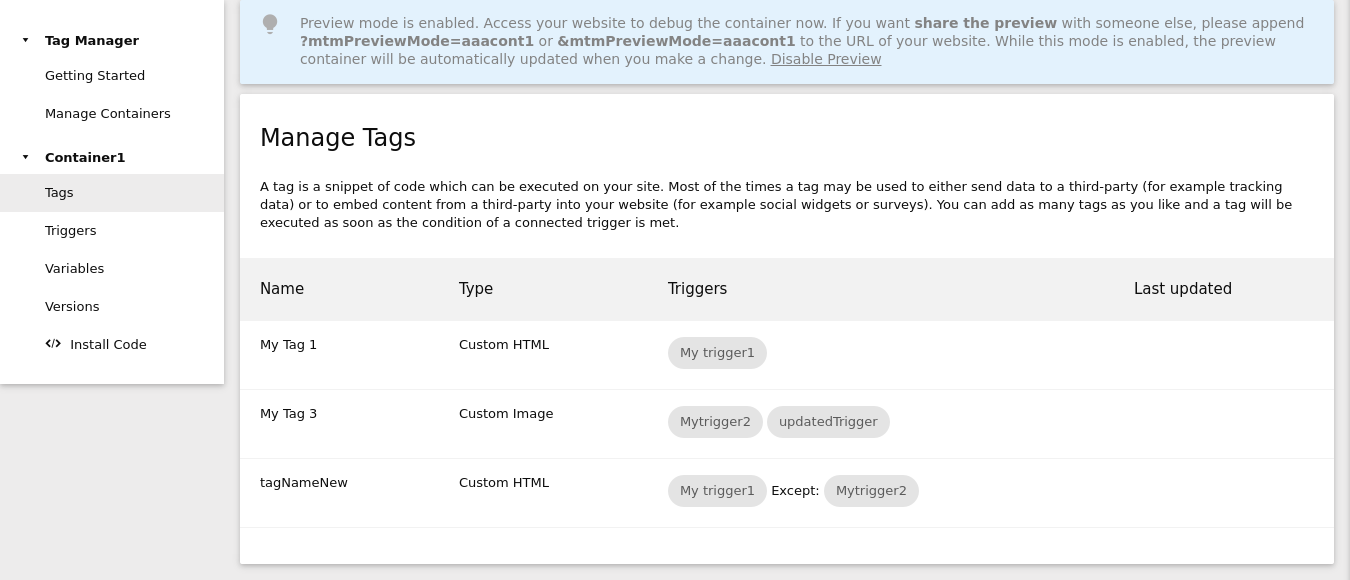 Tag Manager
Getting Started
Manage Containers
Container1
Tags
Triggers
Variables
Versions
Install Code
Preview mode is enabled. Access your website to debug the container now. If you want share the preview with someone else, please append
?mtmPreviewMode=aaacont1 or &mtmPreviewMode=aaacont1 to the URL of your website. While this mode is enabled, the preview
container will be automatically updated when you make a change. Disable Preview
Manage Tags
A tag is a snippet of code which can be executed on your site. Most of the times a tag may be used to either send data to a third-party (for example tracking
data) or to embed content from a third-party into your website (for example social widgets or surveys). You can add as many tags as you like and a tag will be
executed as soon as the condition of a connected trigger is met.
Name Type Triggers Last updated
My Tag 1 Custom HTML My trigger1
My Tag 3 Custom Image Mytrigger2 updatedTrigger
tagNameNew Custom HTML My trigger1 Except: Mytrigger2